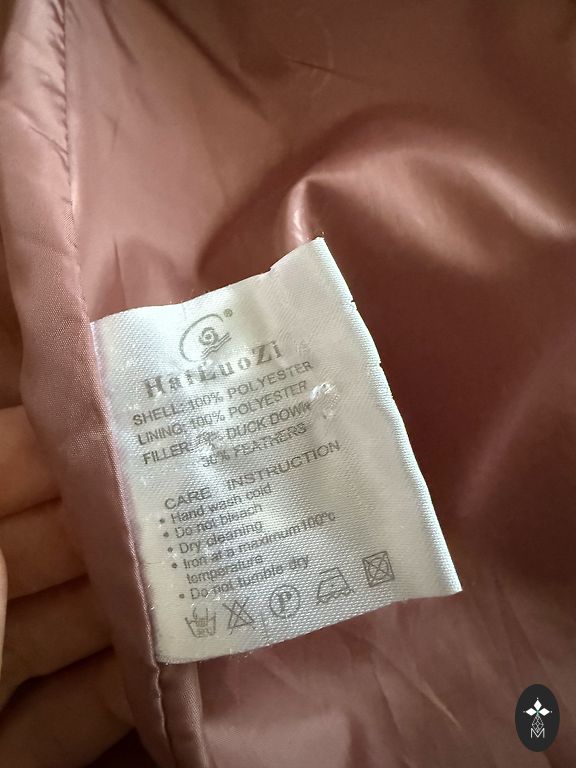 ®
HaiLuoZi
SHELL: 100% POLYESTER
LINING: 100% POLYESTER
FILLER: 70% DUCK DOWN
30% FEATHERS
CARE INSTRUCTION
• Hand wash cold
• Do not bleach
• Dry cleaning
• Iron at a maximum 100°c
temperature
• Do not tumble dry
P
M